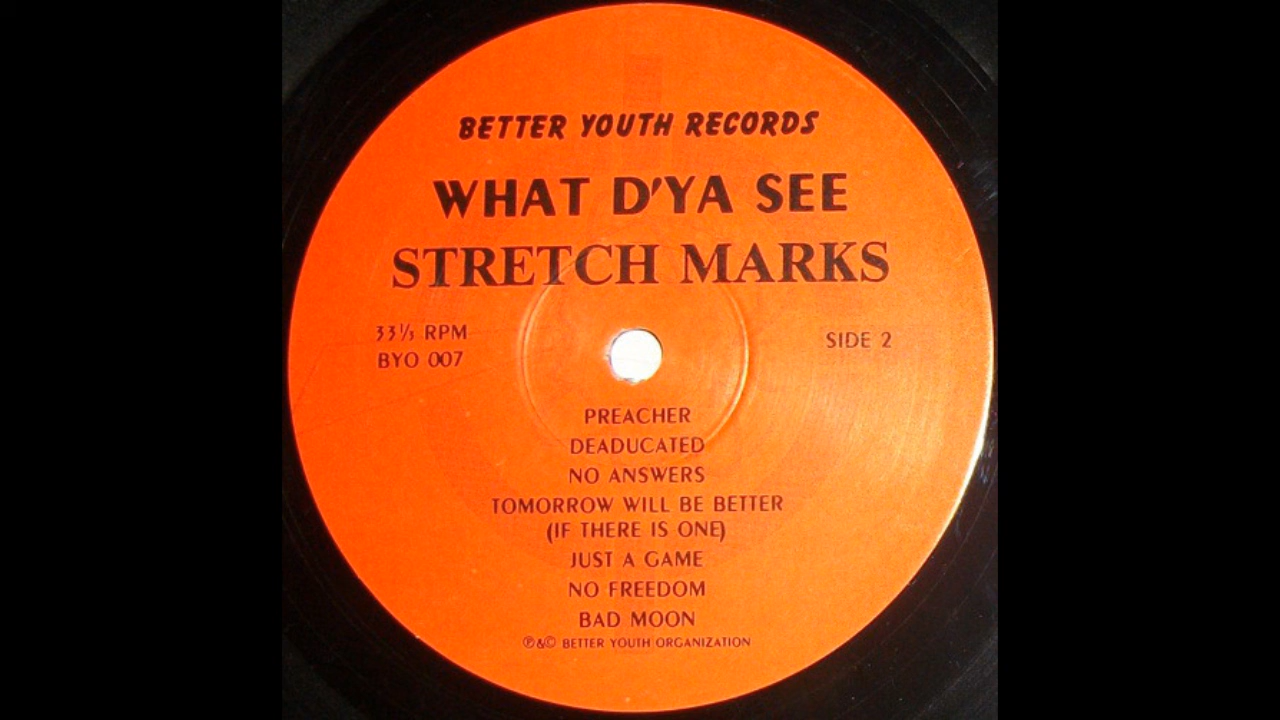 BETTER YOUTH RECORDS
WHAT D'YA SEE
STRETCH MARKS
33⅓ RPM
BYO 007
SIDE 2
PREACHER
DEADUCATED
NO ANSWERS
TOMORROW WILL BE BETTER
(IF THERE IS ONE)
JUST A GAME
NO FREEDOM
BAD MOON
℗&© BETTER YOUTH ORGANIZATION